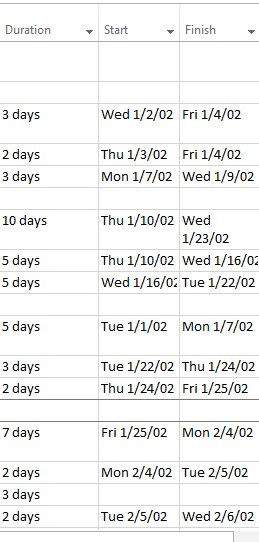 Duration Start Finish
3 days Wed 1/2/02 Fri 1/4/02
2 days Thu 1/3/02 Fri 1/4/02
3 days Mon 1/7/02 Wed 1/9/02
10 days Thu 1/10/02 Wed
1/23/02
5 days Thu 1/10/02 Wed 1/16/02
5 days Wed 1/16/02 Tue 1/22/02
5 days Tue 1/1/02 Mon 1/7/02
3 days Tue 1/22/02 Thu 1/24/02
2 days Thu 1/24/02 Fri 1/25/02
7 days Fri 1/25/02 Mon 2/4/02
2 days Mon 2/4/02 Tue 2/5/02
3 days
2 days Tue 2/5/02 Wed 2/6/02